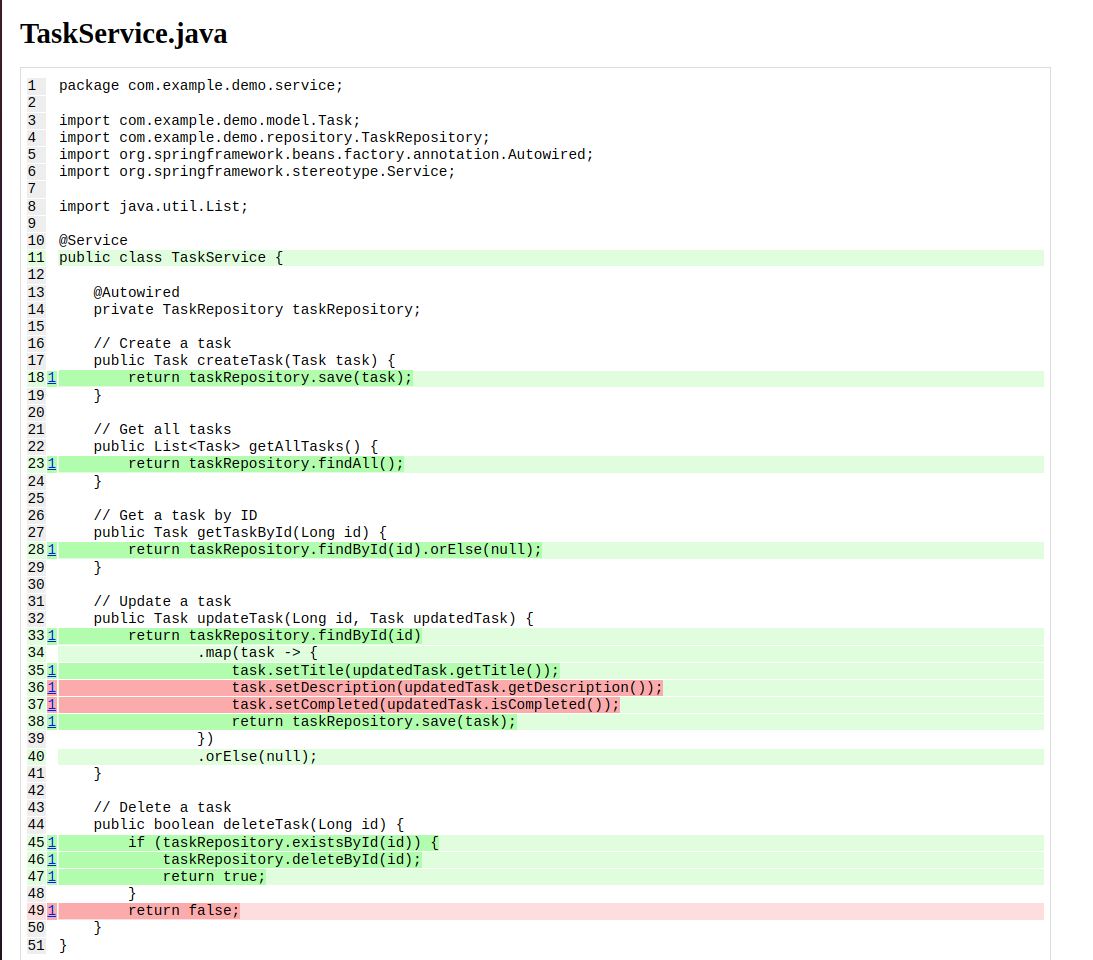 TaskService.java
1 package com.example.demo.service;
2
3 import com.example.demo.model.Task;
4 import com.example.demo.repository.TaskRepository;
5 import org.springframework.beans.factory.annotation.Autowired;
6 import org.springframework.stereotype.Service;
7
8 import java.util.List;
9
10 @Service
11 public class TaskService {
12
13     @Autowired
14     private TaskRepository taskRepository;
15
16     // Create a task
17     public Task createTask(Task task) {
18 1         return taskRepository.save(task);
19     }
20
21     // Get all tasks
22     public List<Task> getAllTasks() {
23 1         return taskRepository.findAll();
24     }
25
26     // Get a task by ID
27     public Task getTaskById(Long id) {
28 1         return taskRepository.findById(id).orElse(null);
29     }
30
31     // Update a task
32     public Task updateTask(Long id, Task updatedTask) {
33 1         return taskRepository.findById(id)
34                 .map(task -> {
35 1                     task.setTitle(updatedTask.getTitle());
36 1                     task.setDescription(updatedTask.getDescription());
37 1                     task.setCompleted(updatedTask.isCompleted());
38 1                     return taskRepository.save(task);
39                 })
40                 .orElse(null);
41     }
42
43     // Delete a task
44     public boolean deleteTask(Long id) {
45 1         if (taskRepository.existsById(id)) {
46 1             taskRepository.deleteById(id);
47 1             return true;
48         }
49 1         return false;
50     }
51 }